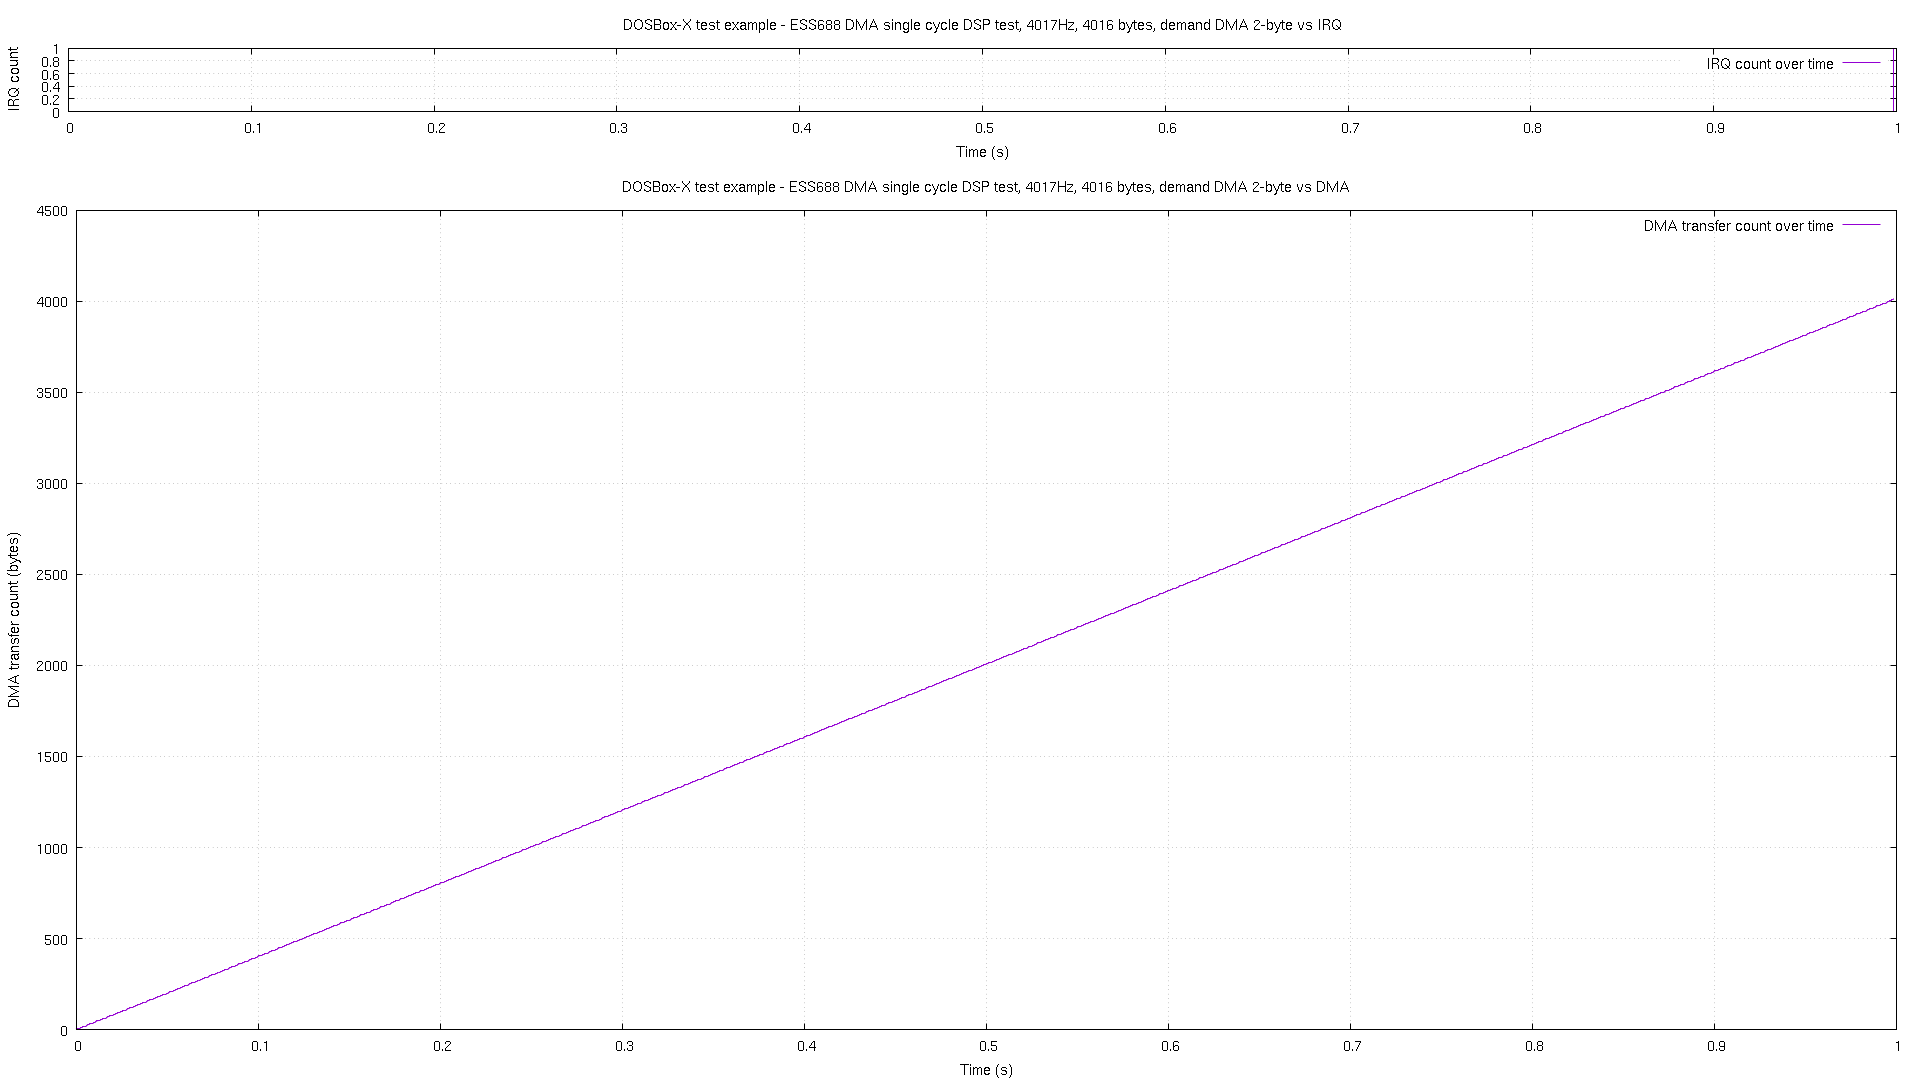 DOSBox-X test example - ESS688 DMA single cycle DSP test, 4017Hz, 4016 bytes, demand DMA 2-byte vs IRQ
IRQ count
1
0.8
0.6
0.4
0.2
0
IRQ count over time
0 0.1 0.2 0.3 0.4 0.5 0.6 0.7 0.8 0.9 1
Time (s)
DOSBox-X test example - ESS688 DMA single cycle DSP test, 4017Hz, 4016 bytes, demand DMA 2-byte vs DMA
DMA transfer count (bytes)
4500
4000
3500
3000
2500
2000
1500
1000
500
0
DMA transfer count over time
0 0.1 0.2 0.3 0.4 0.5 0.6 0.7 0.8 0.9 1
Time (s)